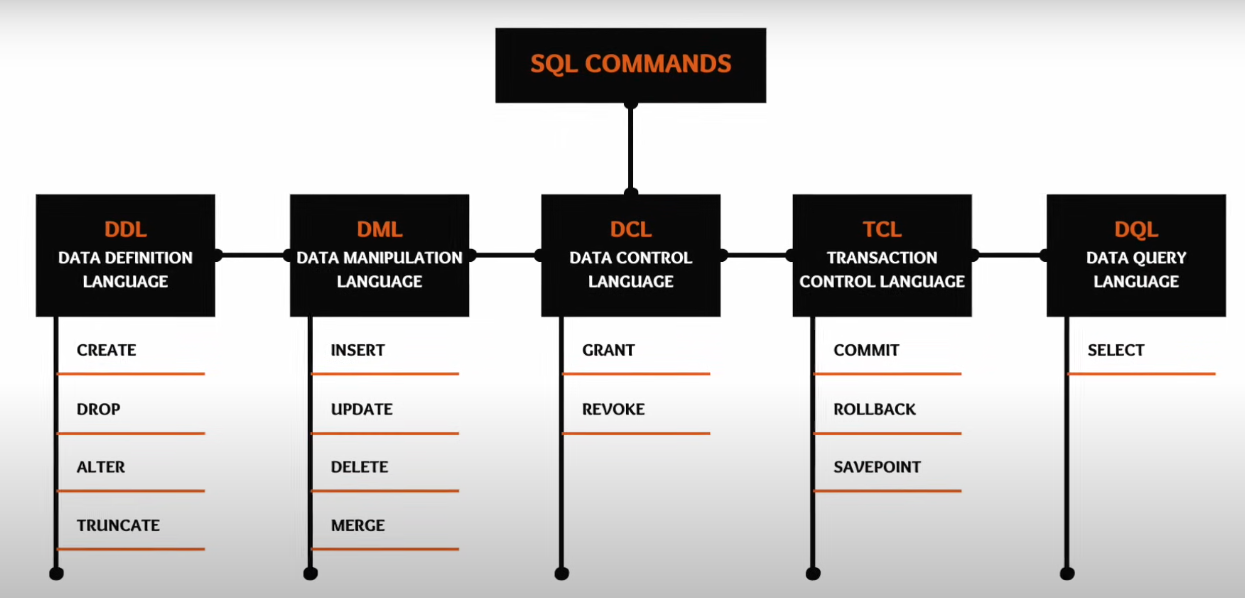 SQL COMMANDS
DDL
DATA DEFINITION
LANGUAGE
CREATE
DROP
ALTER
TRUNCATE
DML
DATA MANIPULATION
LANGUAGE
INSERT
UPDATE
DELETE
MERGE
DCL
DATA CONTROL
LANGUAGE
GRANT
REVOKE
TCL
TRANSACTION
CONTROL LANGUAGE
COMMIT
ROLLBACK
SAVEPOINT
DQL
DATA QUERY
LANGUAGE
SELECT